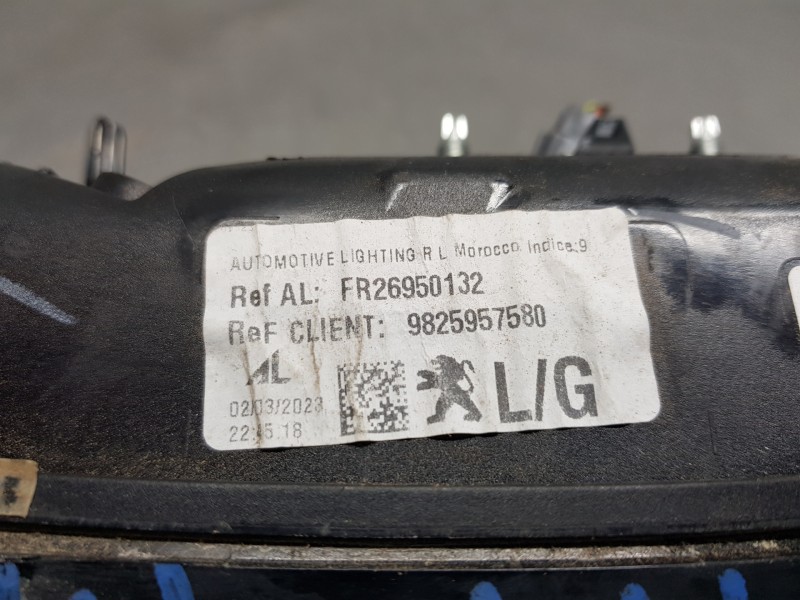 AUTOMOTIVE LIGHTING R L Morocco Indice:9
Ref AL: FR26950132
ReF CLIENT: 9825957580
AL
02/03/2023
22:45.18
L/G